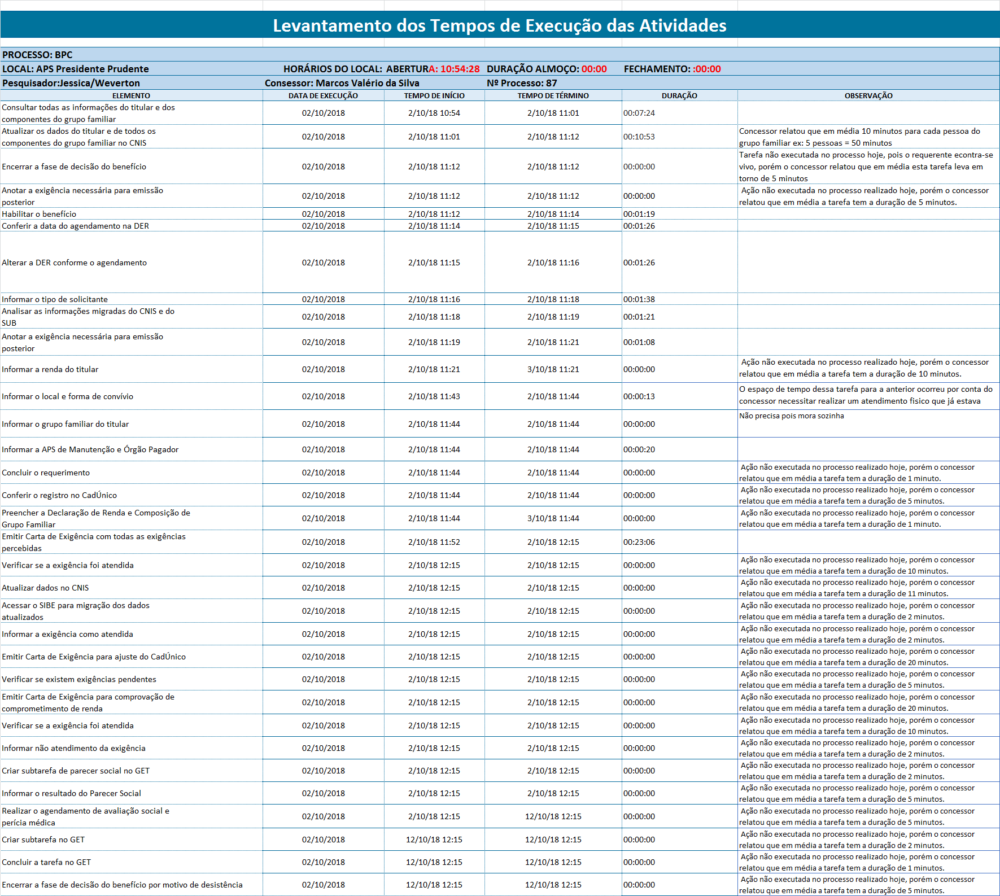 Levantamento dos Tempos de Execução das Atividades
PROCESSO: BPC
LOCAL: APS Presidente Prudente HORÁRIOS DO LOCAL: ABERTURA: 10:54:28 DURAÇÃO ALMOÇO: 00:00 FECHAMENTO: :00:00
Pesquisador:Jessica/Weverton Consessor: Marcos Valério da Silva Nº Processo: 87
ELEMENTO DATA DE EXECUÇÃO TEMPO DE INÍCIO TEMPO DE TÉRMINO DURAÇÃO OBSERVAÇÃO
Consultar todas as informações do titular e dos
componentes do grupo familiar
02/10/2018 2/10/18 10:54 2/10/18 11:01 00:07:24
Atualizar os dados do titular e de todos os
componentes do grupo familiar no CNIS
02/10/2018 2/10/18 11:01 2/10/18 11:12 00:10:53
Concessor relatou que em média 10 minutos para cada pessoa do
grupo familiar ex: 5 pessoas = 50 minutos
Encerrar a fase de decisão do benefício 02/10/2018 2/10/18 11:12 2/10/18 11:12 00:00:00
Tarefa não executada no processo hoje, pois o requerente econtra-se
vivo, porém o concessor relatou que em média esta tarefa leva em
torno de 5 minutos
Anotar a exigência necessária para emissão
posterior
02/10/2018 2/10/18 11:12 2/10/18 11:12 00:00:00
Ação não executada no processo realizado hoje, porém o concessor
relatou que em média a tarefa tem a duração de 5 minutos.
Habilitar o benefício 02/10/2018 2/10/18 11:12 2/10/18 11:14 00:01:19
Conferir a data do agendamento na DER 02/10/2018 2/10/18 11:14 2/10/18 11:15 00:01:26
Alterar a DER conforme o agendamento 02/10/2018 2/10/18 11:15 2/10/18 11:16 00:01:26
Informar o tipo de solicitante 02/10/2018 2/10/18 11:16 2/10/18 11:18 00:01:38
Analisar as informações migradas do CNIS e do
SUB
02/10/2018 2/10/18 11:18 2/10/18 11:19 00:01:21
Anotar a exigência necessária para emissão
posterior
02/10/2018 2/10/18 11:19 2/10/18 11:21 00:01:08
Informar a renda do titular 02/10/2018 2/10/18 11:21 3/10/18 11:21 00:00:00
Ação não executada no processo realizado hoje, porém o concessor
relatou que em média a tarefa tem a duração de 10 minutos.
Informar o local e forma de convívio 02/10/2018 2/10/18 11:43 2/10/18 11:44 00:00:13
O espaço de tempo dessa tarefa para a anterior ocorreu por conta do
concessor necessitar realizar um atendimento fisico que já estava
Informar o grupo familiar do titular 02/10/2018 2/10/18 11:44 2/10/18 11:44 00:00:00
Não precisa pois mora sozinha
Informar a APS de Manutenção e Órgão Pagador 02/10/2018 2/10/18 11:44 2/10/18 11:44 00:00:20
Concluir o requerimento 02/10/2018 2/10/18 11:44 2/10/18 11:44 00:00:00
Ação não executada no processo realizado hoje, porém o concessor
relatou que em média a tarefa tem a duração de 1 minuto.
Conferir o registro no CadÚnico 02/10/2018 2/10/18 11:44 2/10/18 11:44 00:00:00
Ação não executada no processo realizado hoje, porém o concessor
relatou que em média a tarefa tem a duração de 5 minutos.
Preencher a Declaração de Renda e Composição de
Grupo Familiar
02/10/2018 2/10/18 11:44 3/10/18 11:44 00:00:00
Ação não executada no processo realizado hoje, porém o concessor
relatou que em média a tarefa tem a duração de 1 minuto.
Emitir Carta de Exigência com todas as exigências
percebidas
02/10/2018 2/10/18 11:52 2/10/18 12:15 00:23:06
Verificar se a exigência foi atendida 02/10/2018 2/10/18 12:15 2/10/18 12:15 00:00:00
Ação não executada no processo realizado hoje, porém o concessor
relatou que em média a tarefa tem a duração de 10 minutos.
Atualizar dados no CNIS 02/10/2018 2/10/18 12:15 2/10/18 12:15 00:00:00
Ação não executada no processo realizado hoje, porém o concessor
relatou que em média a tarefa tem a duração de 11 minutos.
Acessar o SIBE para migração dos dados
atualizados
02/10/2018 2/10/18 12:15 2/10/18 12:15 00:00:00
Ação não executada no processo realizado hoje, porém o concessor
relatou que em média a tarefa tem a duração de 2 minutos.
Informar a exigência como atendida 02/10/2018 2/10/18 12:15 2/10/18 12:15 00:00:00
Ação não executada no processo realizado hoje, porém o concessor
relatou que em média a tarefa tem a duração de 2 minutos.
Emitir Carta de Exigência para ajuste do CadÚnico 02/10/2018 2/10/18 12:15 2/10/18 12:15 00:00:00
Ação não executada no processo realizado hoje, porém o concessor
relatou que em média a tarefa tem a duração de 20 minutos.
Verificar se existem exigências pendentes 02/10/2018 2/10/18 12:15 2/10/18 12:15 00:00:00
Ação não executada no processo realizado hoje, porém o concessor
relatou que em média a tarefa tem a duração de 5 minutos.
Emitir Carta de Exigência para comprovação de
comprometimento de renda
02/10/2018 2/10/18 12:15 2/10/18 12:15 00:00:00
Ação não executada no processo realizado hoje, porém o concessor
relatou que em média a tarefa tem a duração de 20 minutos.
Verificar se a exigência foi atendida 02/10/2018 2/10/18 12:15 2/10/18 12:15 00:00:00
Ação não executada no processo realizado hoje, porém o concessor
relatou que em média a tarefa tem a duração de 10 minutos.
Informar não atendimento da exigência 02/10/2018 2/10/18 12:15 2/10/18 12:15 00:00:00
Ação não executada no processo realizado hoje, porém o concessor
relatou que em média a tarefa tem a duração de 2 minutos.
Criar subtarefa de parecer social no GET 02/10/2018 2/10/18 12:15 2/10/18 12:15 00:00:00
Ação não executada no processo realizado hoje, porém o concessor
relatou que em média a tarefa tem a duração de 2 minutos.
Informar o resultado do Parecer Social 02/10/2018 2/10/18 12:15 2/10/18 12:15 00:00:00
Ação não executada no processo realizado hoje, porém o concessor
relatou que em média a tarefa tem a duração de 5 minutos.
Realizar o agendamento de avaliação social e
perícia médica
02/10/2018 2/10/18 12:15 12/10/18 12:15 00:00:00
Ação não executada no processo realizado hoje, porém o concessor
relatou que em média a tarefa tem a duração de 5 minutos.
Criar subtarefa no GET 02/10/2018 12/10/18 12:15 12/10/18 12:15 00:00:00
Ação não executada no processo realizado hoje, porém o concessor
relatou que em média a tarefa tem a duração de 2 minutos.
Concluir a tarefa no GET 02/10/2018 12/10/18 12:15 12/10/18 12:15 00:00:00
Ação não executada no processo realizado hoje, porém o concessor
relatou que em média a tarefa tem a duração de 1 minuto.
Encerrar a fase de decisão do benefício por motivo de desistência 02/10/2018 12/10/18 12:15 12/10/18 12:15 00:00:00
Ação não executada no processo realizado hoje, porém o concessor
relatou que em média a tarefa tem a duração de 5 minutos.